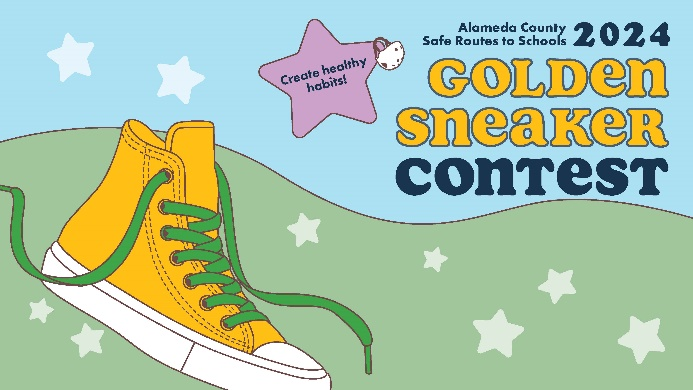 Alameda County
Safe Routes to Schools 2024
GOLDEN
SNEAKER
CONTEST
Create healthy
habits!